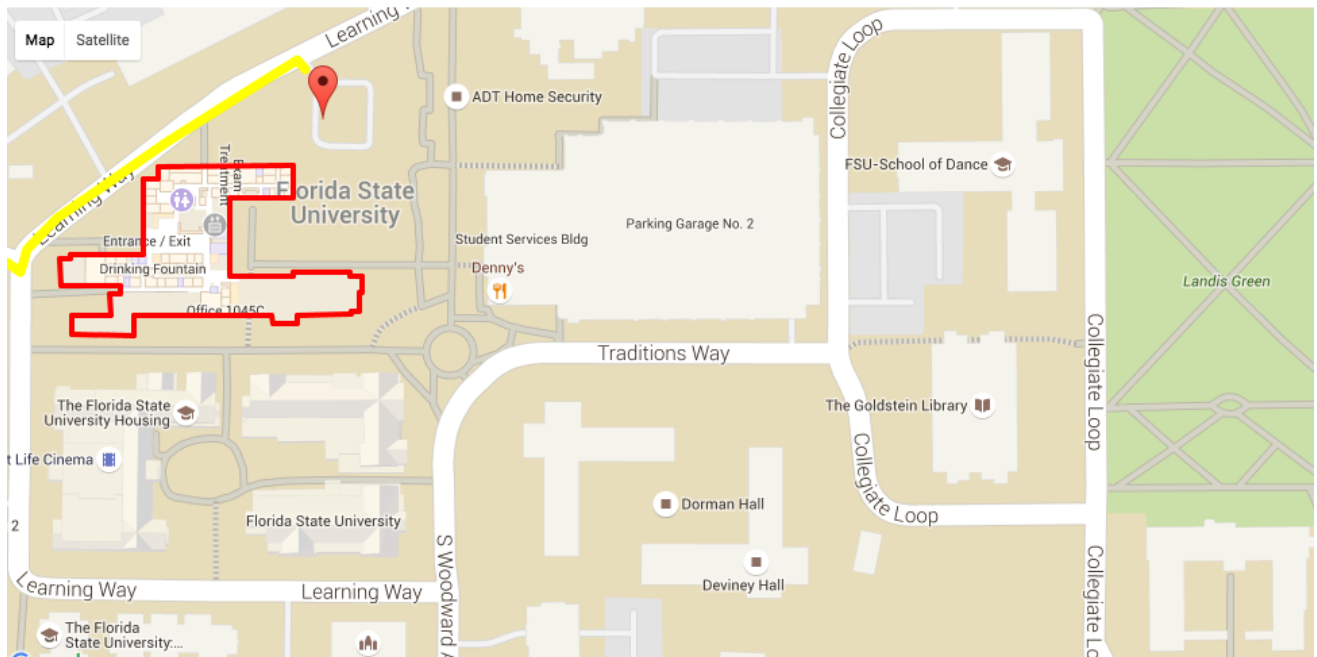 Map Satellite
Learning
Collegiate Loop
ADT Home Security
FSU-School of Dance
Exam
Treatment
Learning Way
Florida State
University
Parking Garage No. 2
Entrance / Exit
Student Services Bldg
Drinking Fountain
Denny's
Landis Green
Office 1045C
Traditions Way
Collegiate Loop
The Florida State
University Housing
The Goldstein Library
t Life Cinema
Collegiate Loop
Dorman Hall
2
Florida State University
Deviney Hall
S Woodward A
Collegiate Lo
Learning Way
Learning Way
The Florida
State University:...